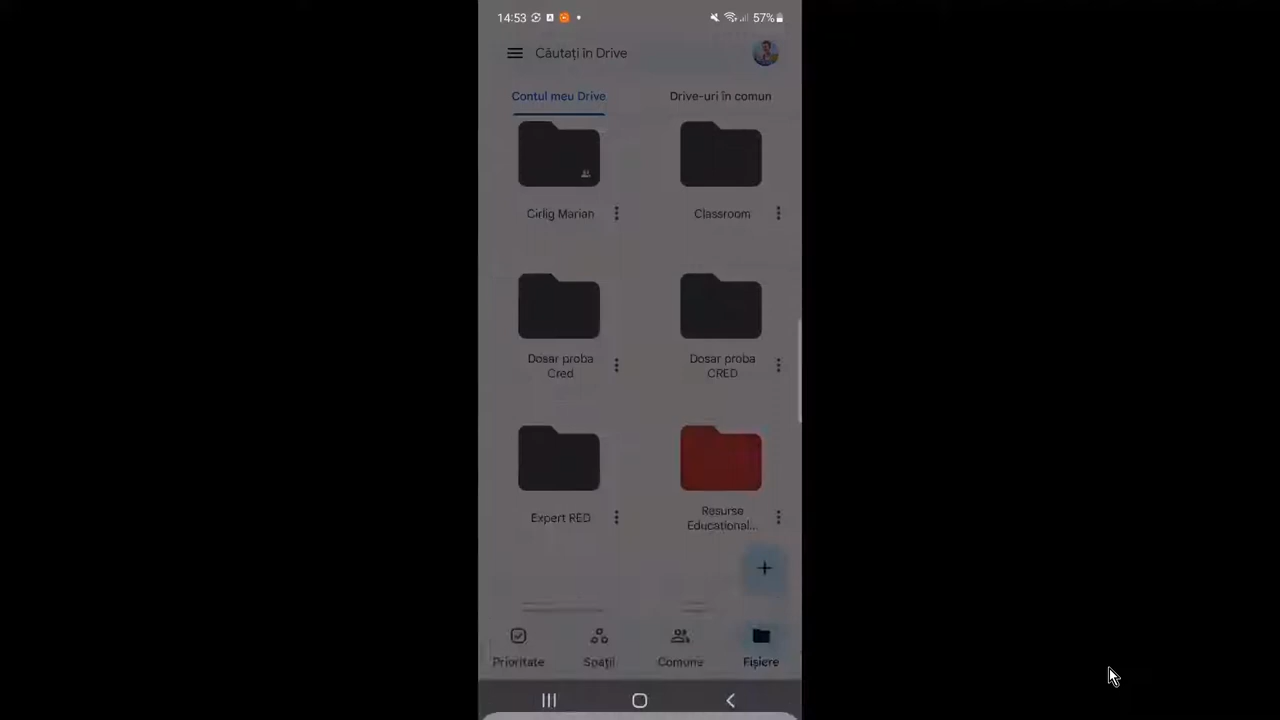 14:53 57%
Căutați în Drive
Contul meu Drive Drive-uri în comun
Cirlig Marian Classroom
Dosar proba Cred
Dosar proba CRED
Expert RED
Resurse Educational...
Prioritate Spații Comune Fișiere